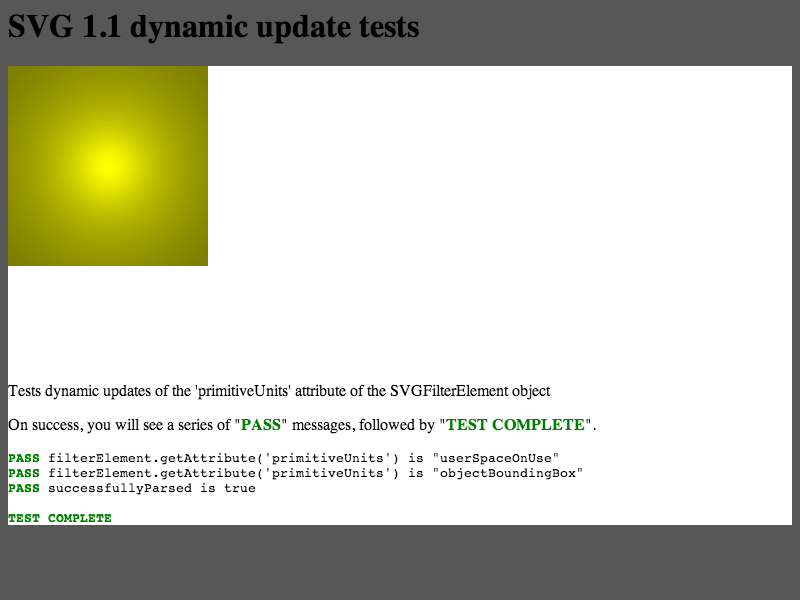 SVG 1.1 dynamic update tests
Tests dynamic updates of the 'primitiveUnits' attribute of the SVGFilterElement object
On success, you will see a series of "PASS" messages, followed by "TEST COMPLETE".
PASS filterElement.getAttribute('primitiveUnits') is "userSpaceOnUse"
PASS filterElement.getAttribute('primitiveUnits') is "objectBoundingBox"
PASS successfullyParsed is true
TEST COMPLETE